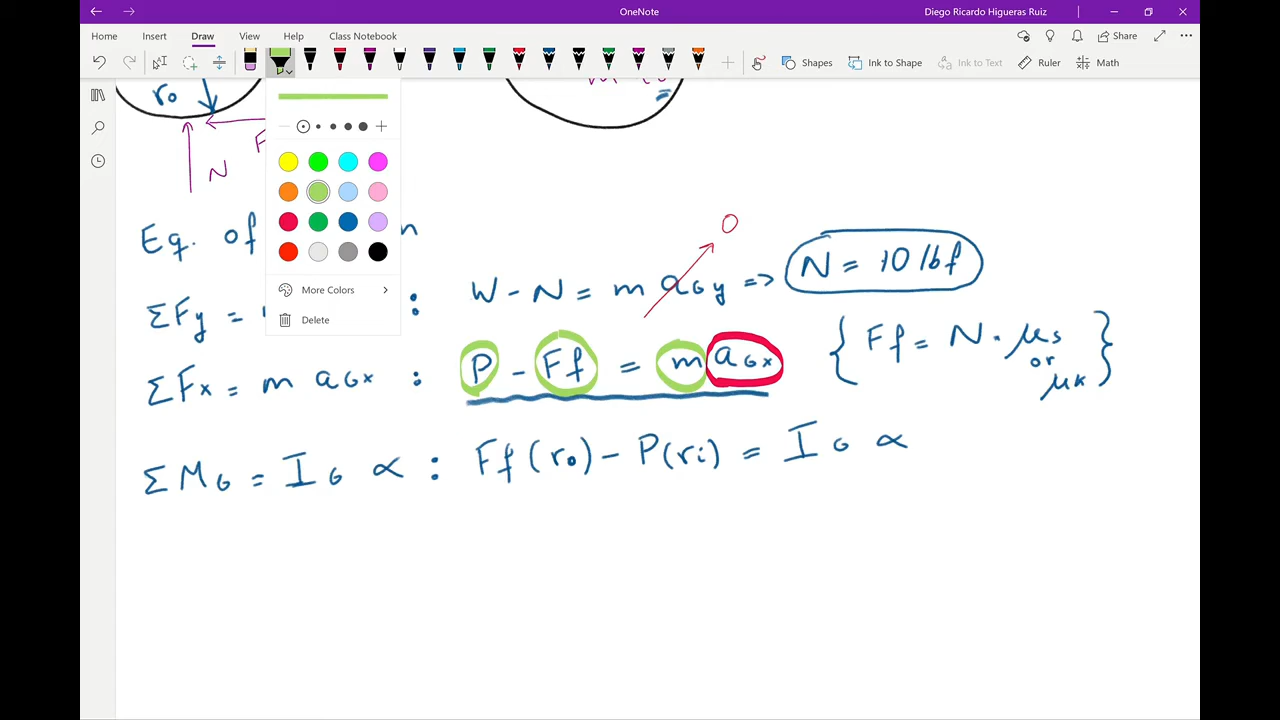 OneNote
Diego Ricardo Higueras Ruiz
Home Insert Draw View Help Class Notebook Share
Shapes Ink to Shape Ink to Text Ruler Math
ro
N
Eq. of
ΣFy =
: W - N = m aGy => N = 10 lbf
0
ΣFx = m aGx : P - Ff = m aGx
{ Ff = N . μs or μk }
ΣMG = IG ∝ : Ff (ro) - P(ri) = IG ∝
More Colors
Delete